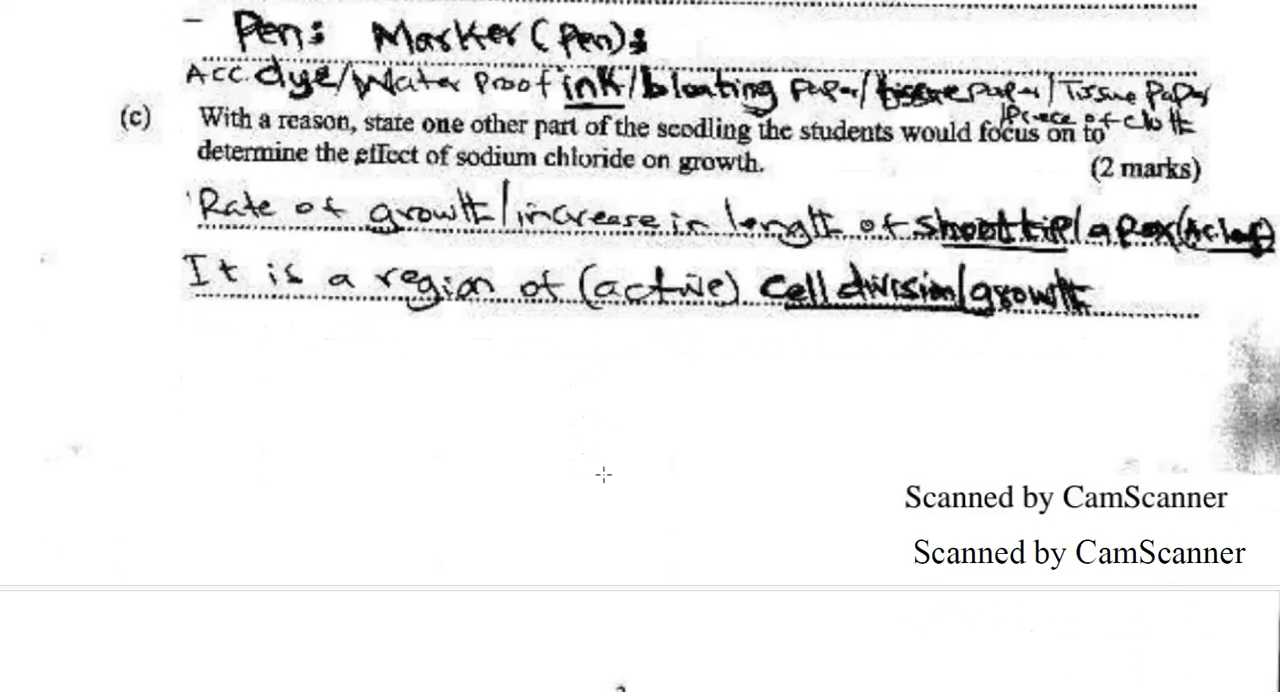 - Pen; Marker (Pen);
Acc. dye/Water Proof ink/bloating paper/tissue paper/Tissue Paper
Piece of cloth
(c) With a reason, state one other part of the seedling the students would focus on to
determine the effect of sodium chloride on growth. (2 marks)
Rate of growth/increase in length of shoot tip/apex
It is a region of (active) cell division/growth
Scanned by CamScanner
Scanned by CamScanner